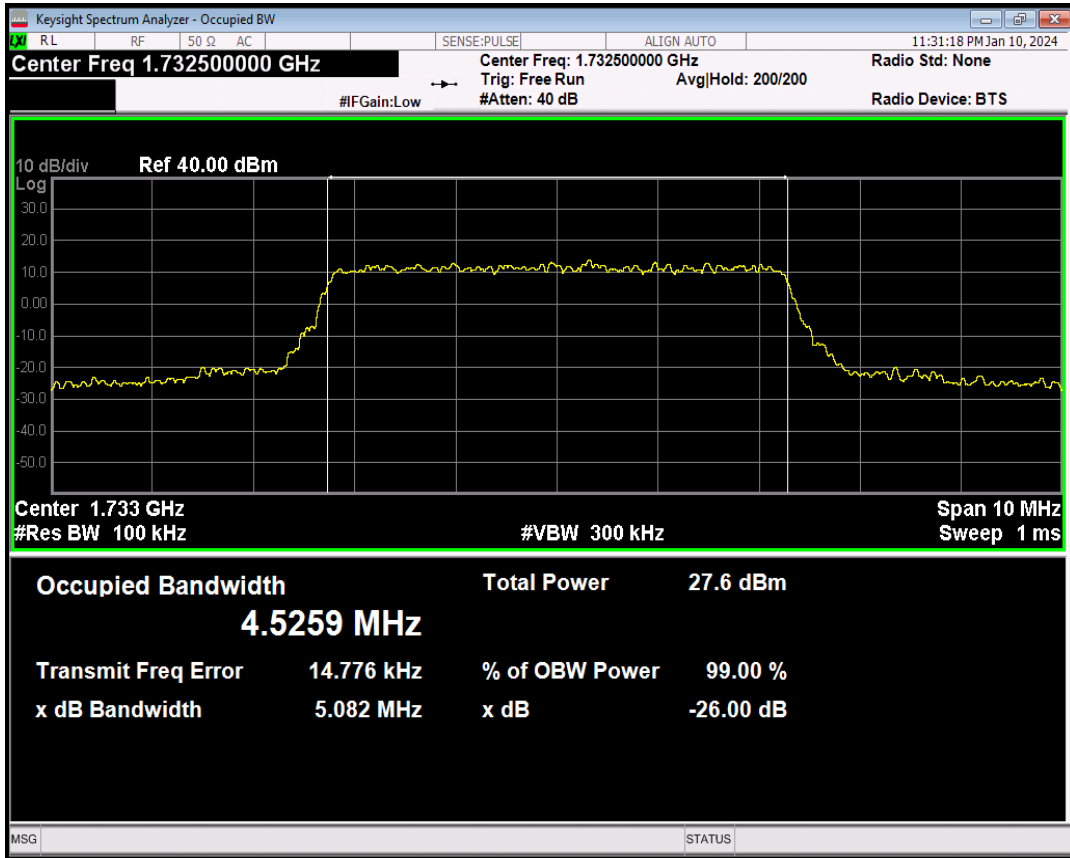 Keysight Spectrum Analyzer - Occupied BW
LXI RL RF 50 Ω AC SENSE:PULSE ALIGN AUTO 11:31:18 PM Jan 10, 2024
Center Freq 1.732500000 GHz Center Freq: 1.732500000 GHz Radio Std: None
Trig: Free Run Avg|Hold: 200/200
#IFGain:Low #Atten: 40 dB Radio Device: BTS
10 dB/div Ref 40.00 dBm
Log
30.0
20.0
10.0
0.00
-10.0
-20.0
-30.0
-40.0
-50.0
Center 1.733 GHz Span 10 MHz
#Res BW 100 kHz #VBW 300 kHz Sweep 1 ms
Occupied Bandwidth Total Power 27.6 dBm
4.5259 MHz
Transmit Freq Error 14.776 kHz % of OBW Power 99.00 %
x dB Bandwidth 5.082 MHz x dB -26.00 dB
MSG STATUS